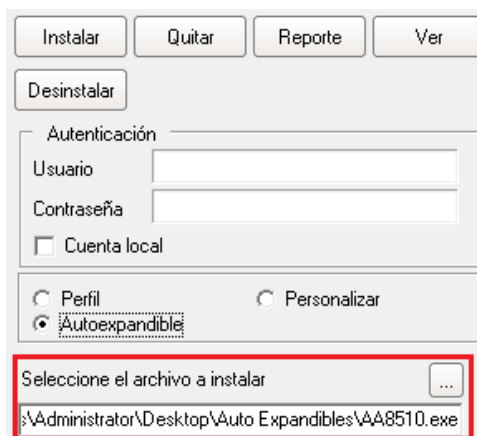 Instalar Quitar Reporte Ver
Desinstalar
Autenticación
Usuario
Contraseña
Cuenta local
Perfil Personalizar
Autoexpandible
Seleccione el archivo a instalar ...
s\Administrator\Desktop\Auto Expandibles\AA8510.exe